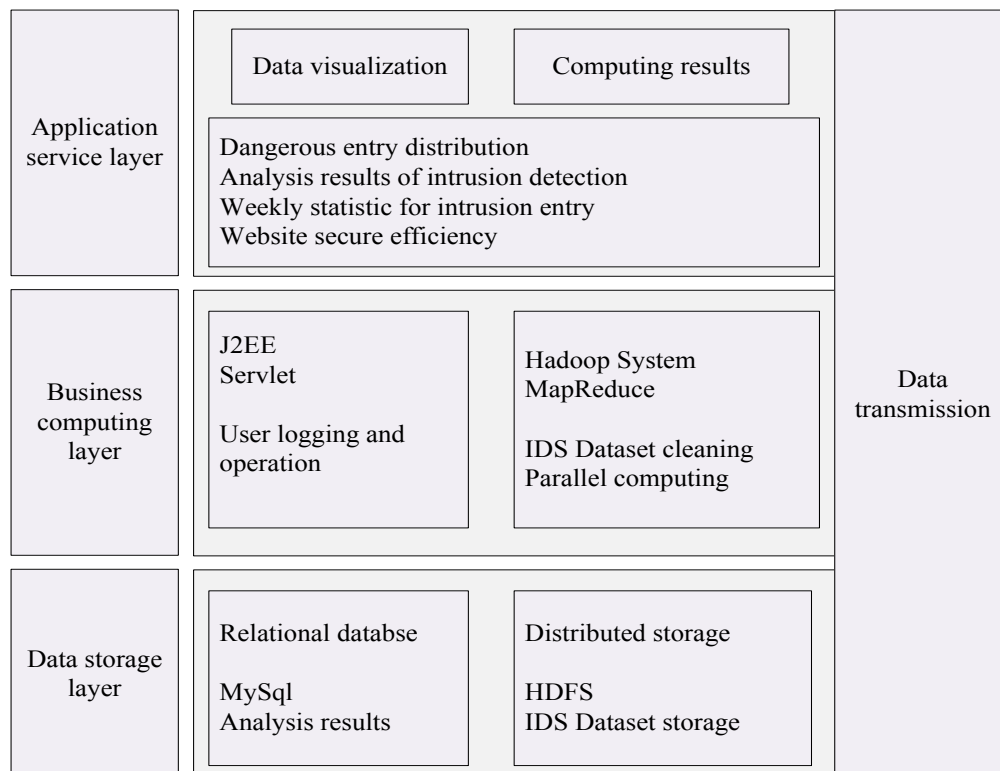 Application
service layer
Data visualization
Computing results
Dangerous entry distribution
Analysis results of intrusion detection
Weekly statistic for intrusion entry
Website secure efficiency
Business
computing
layer
J2EE
Servlet
User logging and
operation
Hadoop System
MapReduce
IDS Dataset cleaning
Parallel computing
Data storage
layer
Relational databse
MySql
Analysis results
Distributed storage
HDFS
IDS Dataset storage
Data
transmission